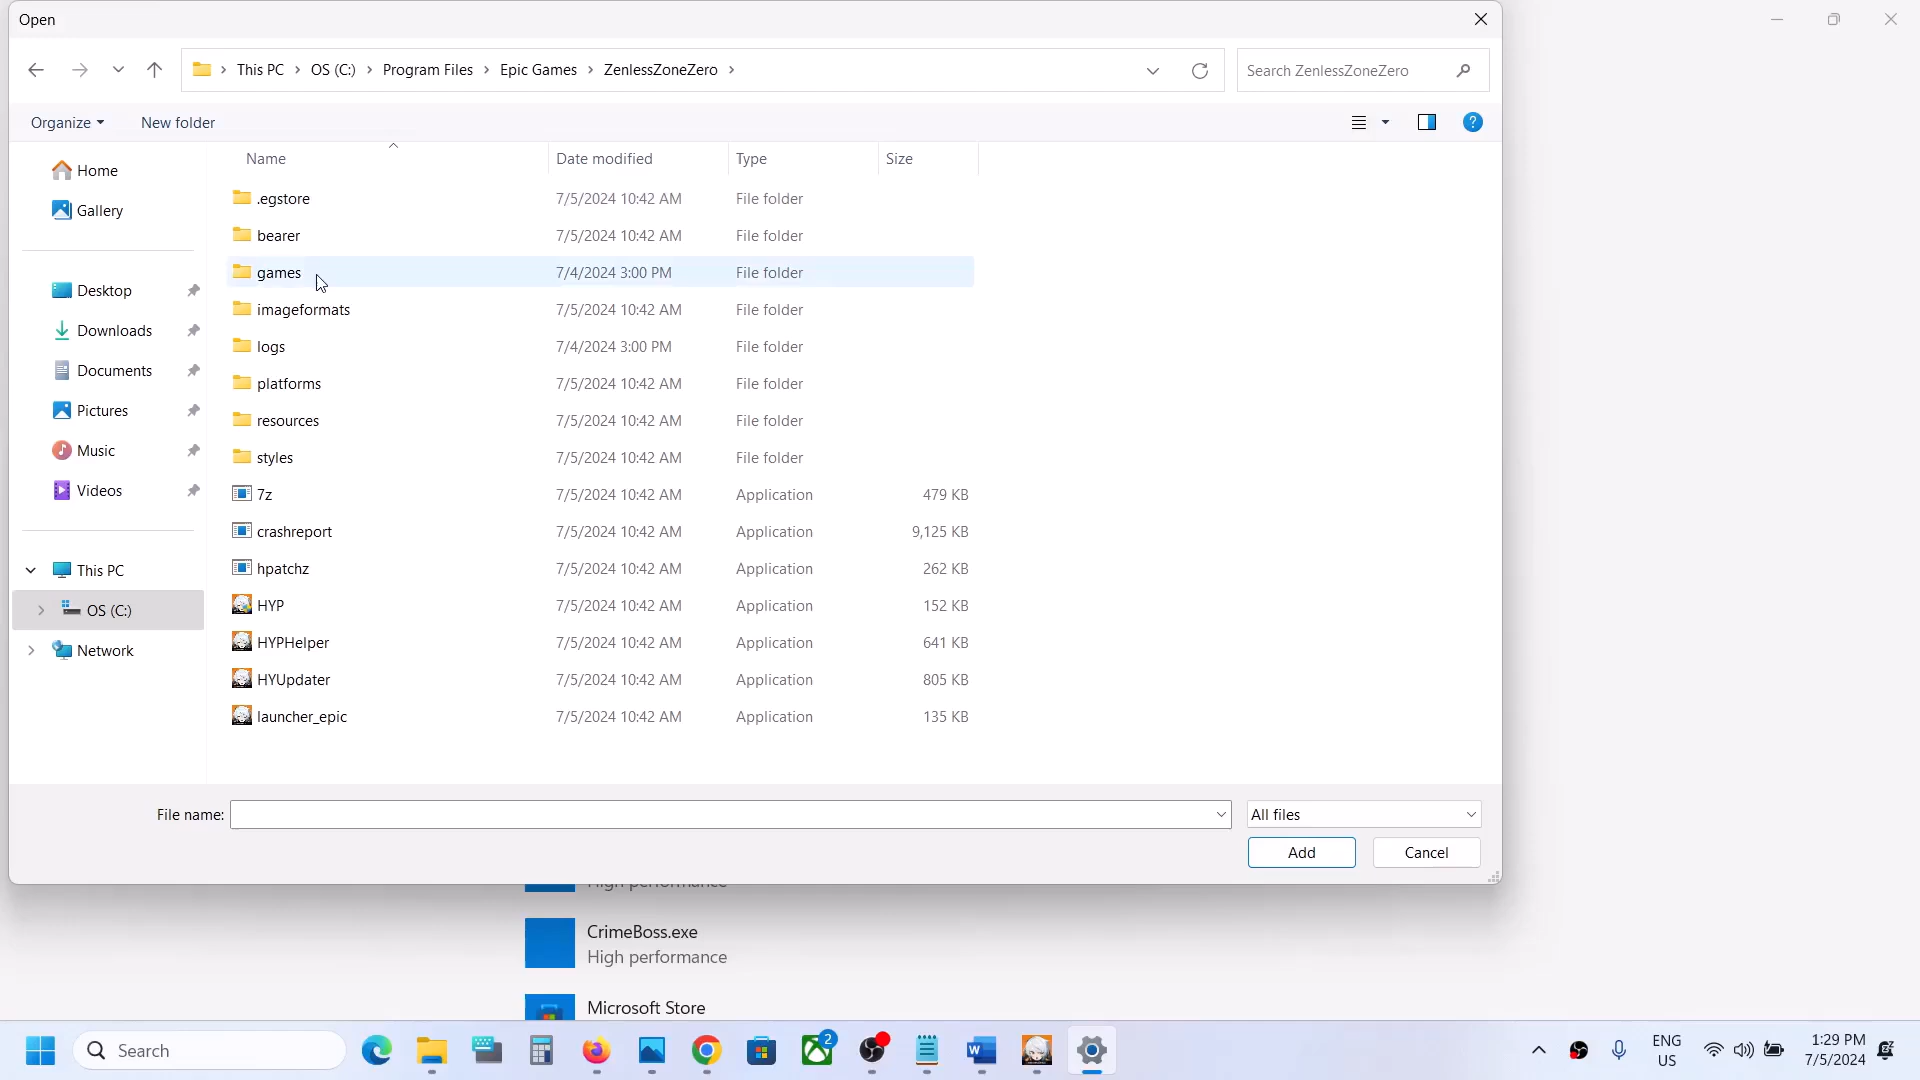 Open
This PC > OS (C:) > Program Files > Epic Games > ZenlessZoneZero >
Search ZenlessZoneZero
Organize
New folder
?
Name
Date modified
Type
Size
Home
Gallery
Desktop
Downloads
Documents
Pictures
Music
Videos
This PC
OS (C:)
Network
.egstore 7/5/2024 10:42 AM File folder
bearer 7/5/2024 10:42 AM File folder
games 7/4/2024 3:00 PM File folder
imageformats 7/5/2024 10:42 AM File folder
logs 7/4/2024 3:00 PM File folder
platforms 7/5/2024 10:42 AM File folder
resources 7/5/2024 10:42 AM File folder
styles 7/5/2024 10:42 AM File folder
7z 7/5/2024 10:42 AM Application 479 KB
crashreport 7/5/2024 10:42 AM Application 9,125 KB
hpatchz 7/5/2024 10:42 AM Application 262 KB
HYP 7/5/2024 10:42 AM Application 152 KB
HYPHelper 7/5/2024 10:42 AM Application 641 KB
HYUpdater 7/5/2024 10:42 AM Application 805 KB
launcher_epic 7/5/2024 10:42 AM Application 135 KB
File name:
All files
Add
Cancel
High performance
CrimeBoss.exe
High performance
Microsoft Store
Search
2
ENG
US
1:29 PM
7/5/2024